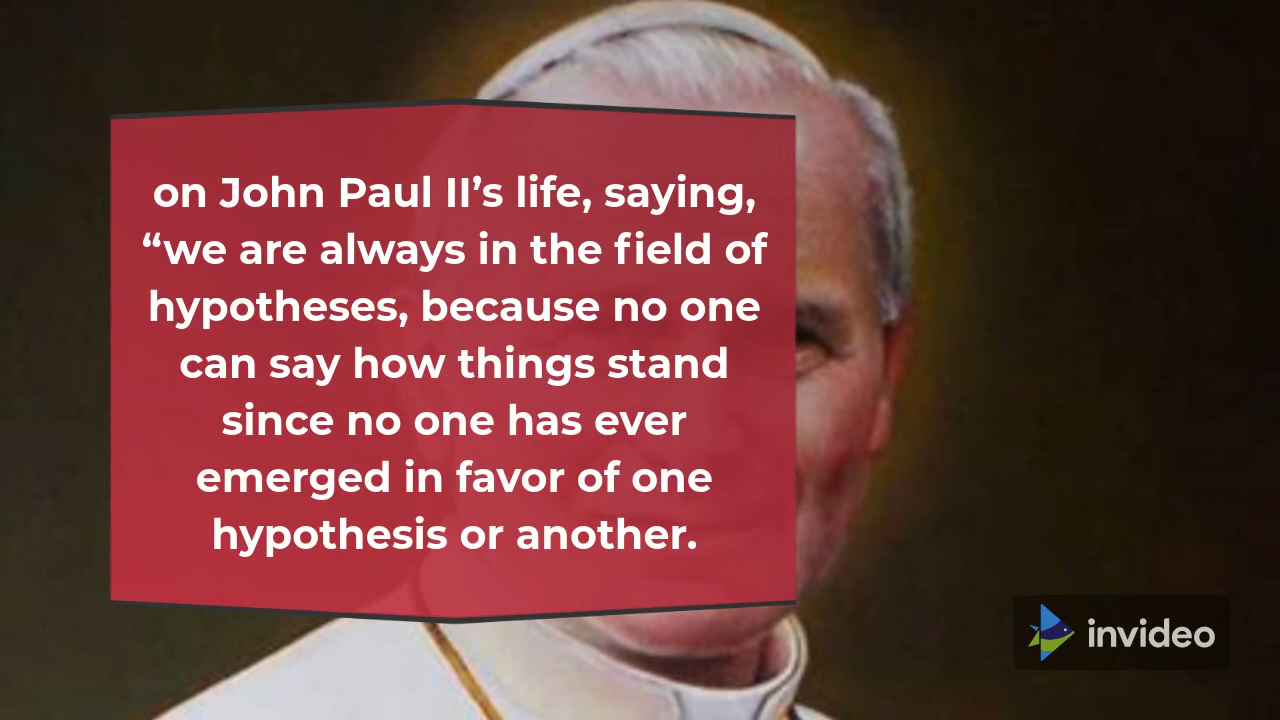 on John Paul II’s life, saying,
“we are always in the field of
hypotheses, because no one
can say how things stand
since no one has ever
emerged in favor of one
hypothesis or another.
invideo